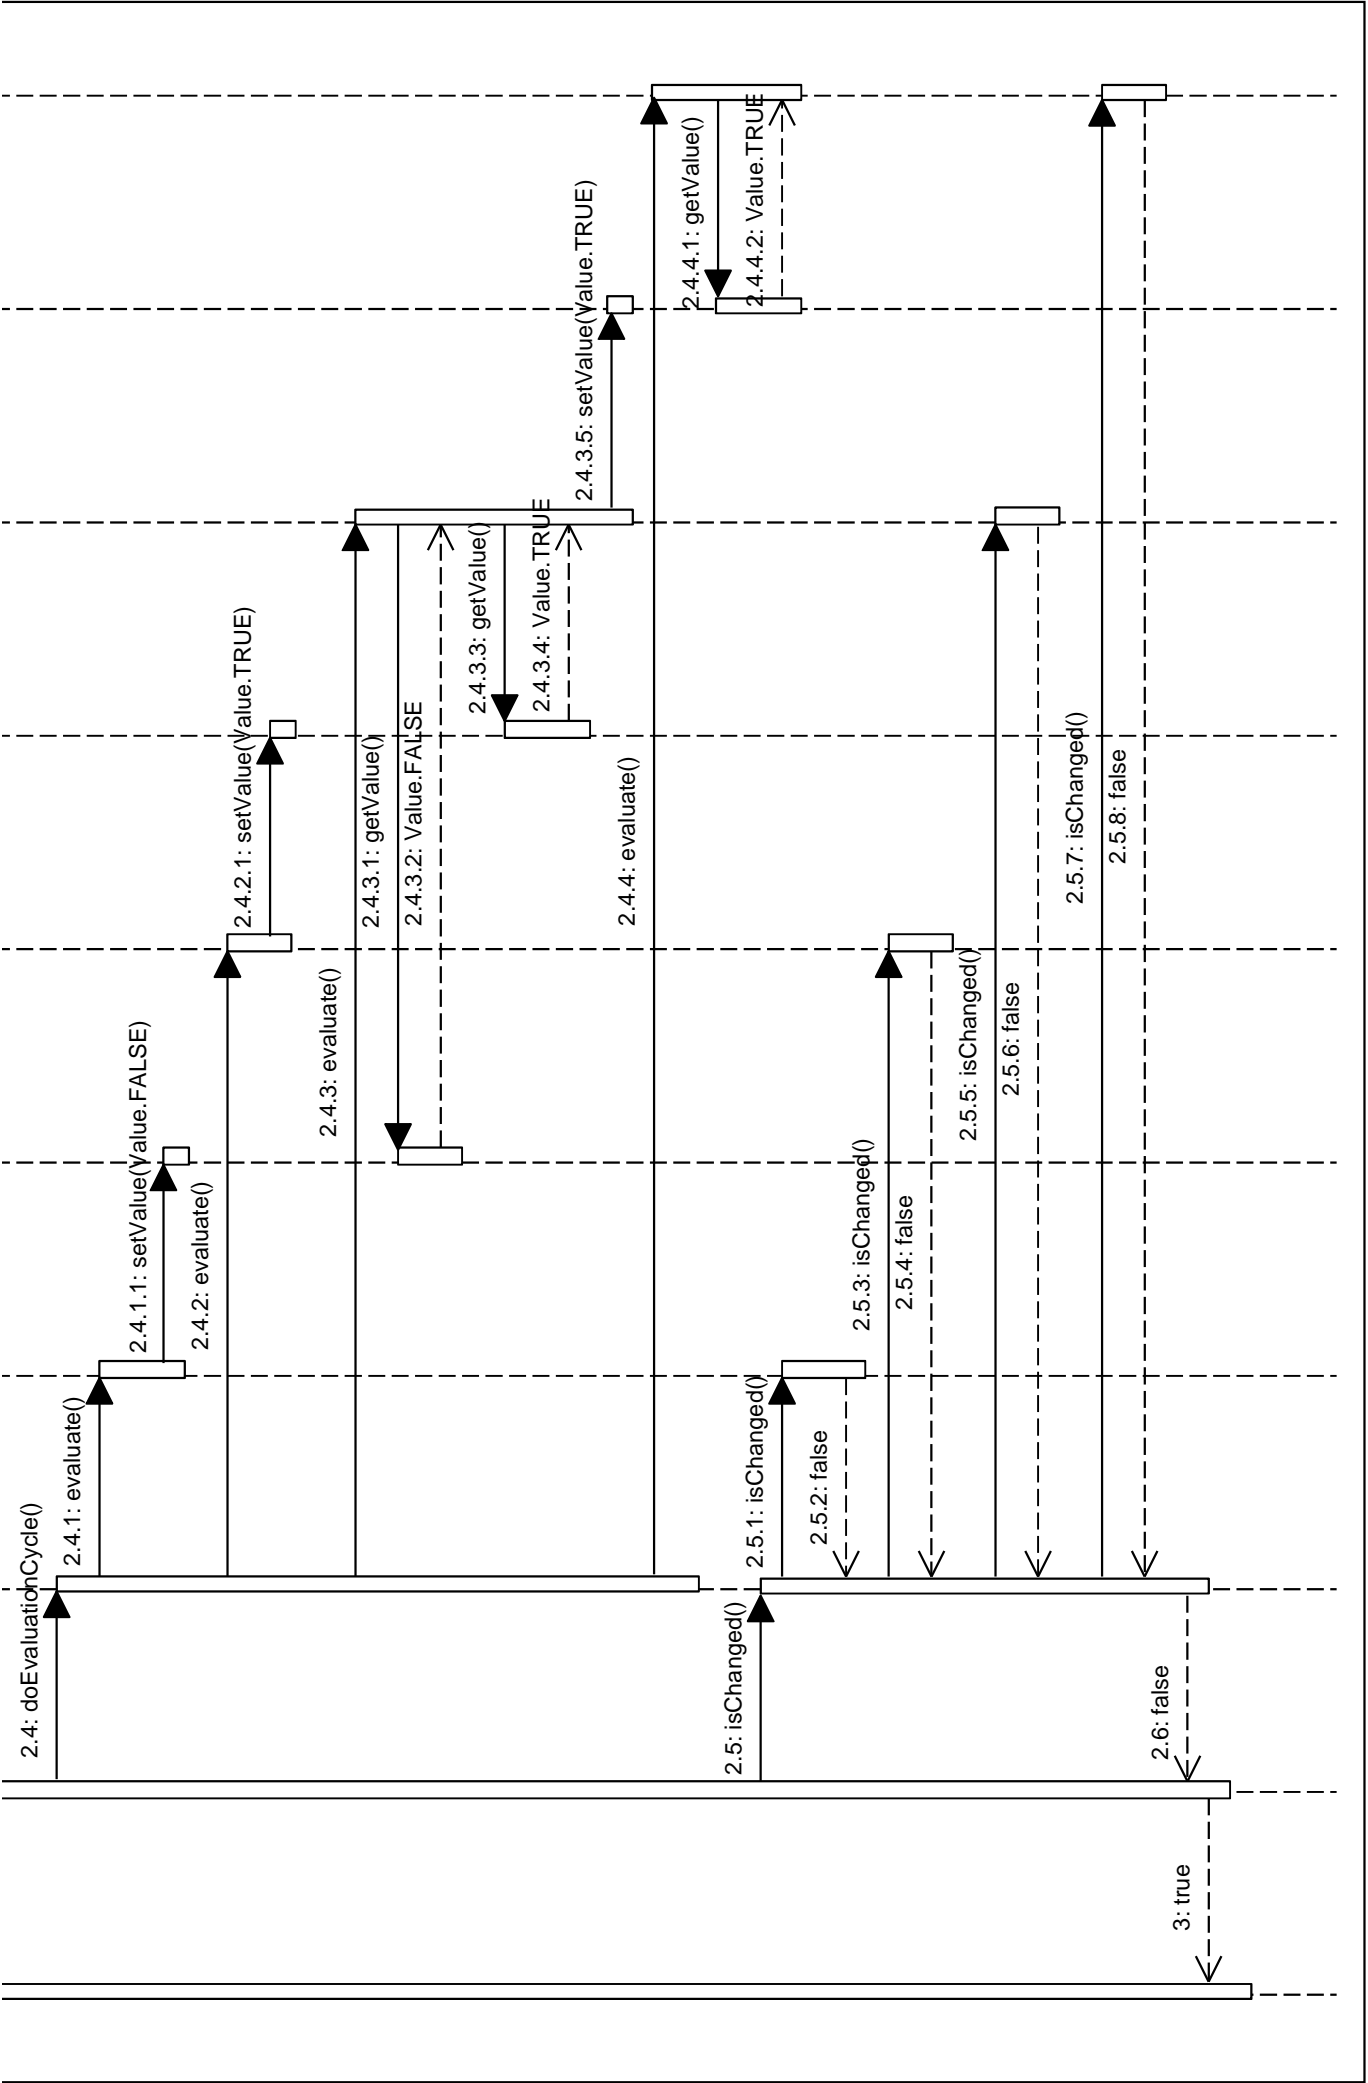 2.4: doEvaluationCycle()
2.4.1: evaluate()
2.4.1.1: setValue(Value.FALSE)
2.4.2: evaluate()
2.4.2.1: setValue(Value.TRUE)
2.4.3: evaluate()
2.4.3.1: getValue()
2.4.3.2: Value.FALSE
2.4.3.3: getValue()
2.4.3.4: Value.TRUE
2.4.3.5: setValue(Value.TRUE)
2.4.4: evaluate()
2.4.4.1: getValue()
2.4.4.2: Value.TRUE
2.5: isChanged()
2.5.1: isChanged()
2.5.2: false
2.5.3: isChanged()
2.5.4: false
2.5.5: isChanged()
2.5.6: false
2.5.7: isChanged()
2.5.8: false
2.6: false
3: true